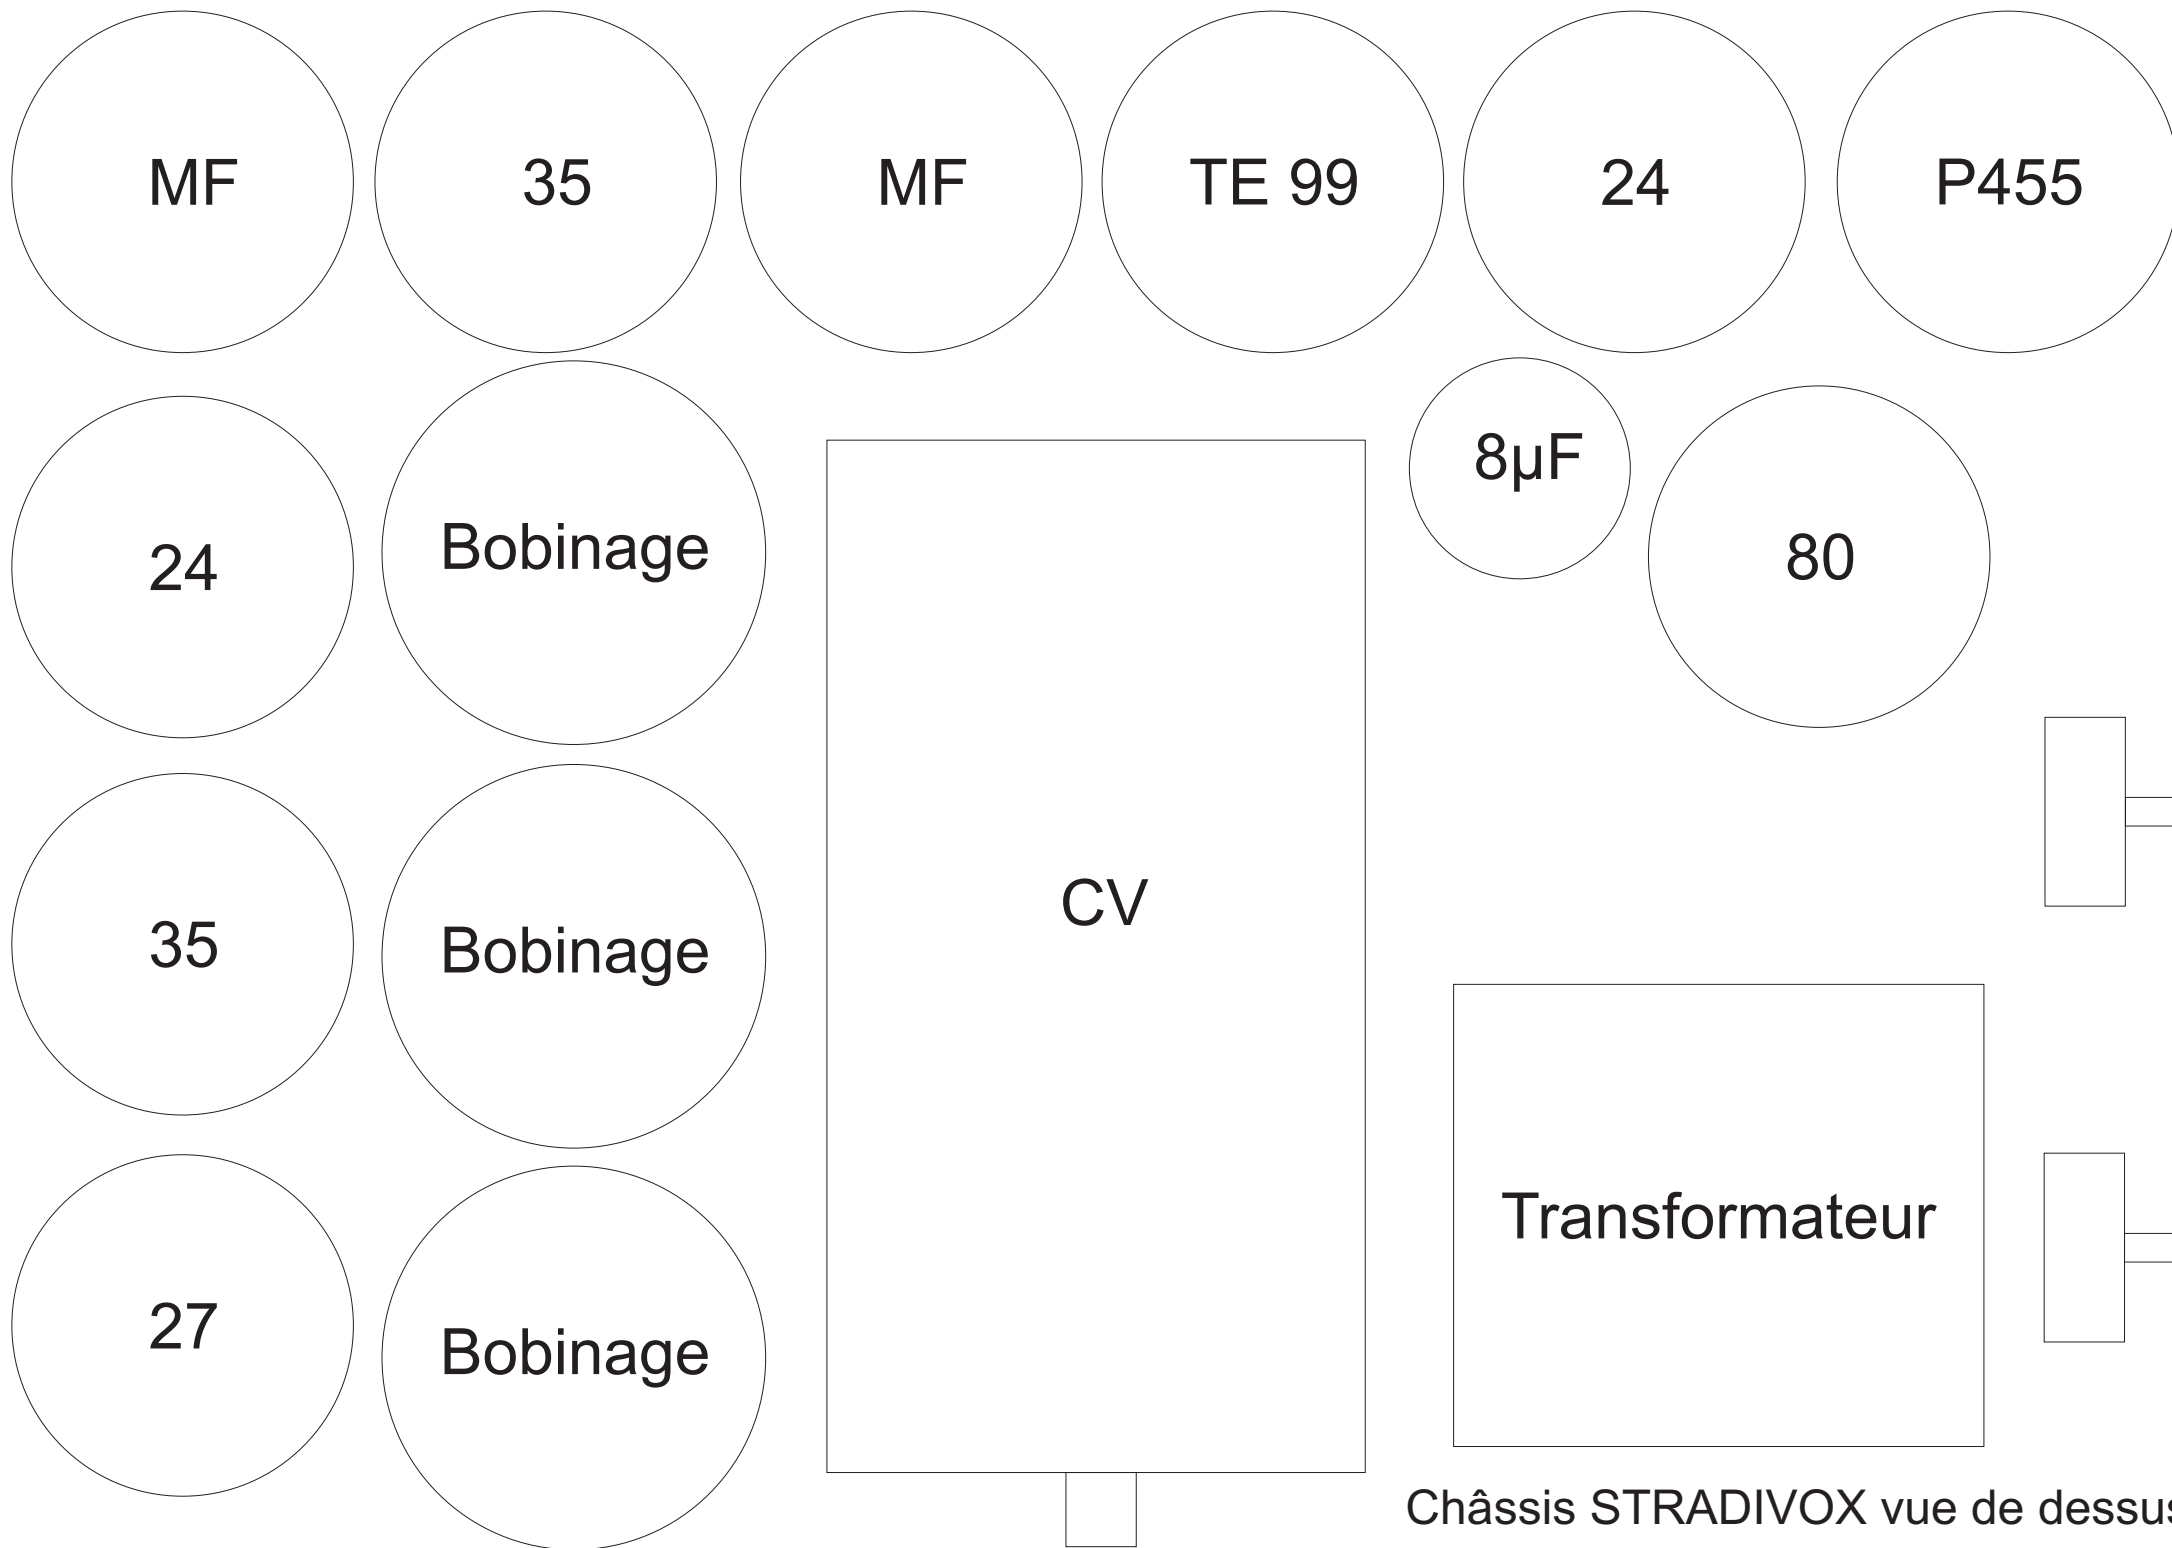 MF
35
MF
TE 99
24
P455
8µF
24
Bobinage
80
CV
35
Bobinage
Transformateur
27
Bobinage
Châssis STRADIVOX vue de dessus